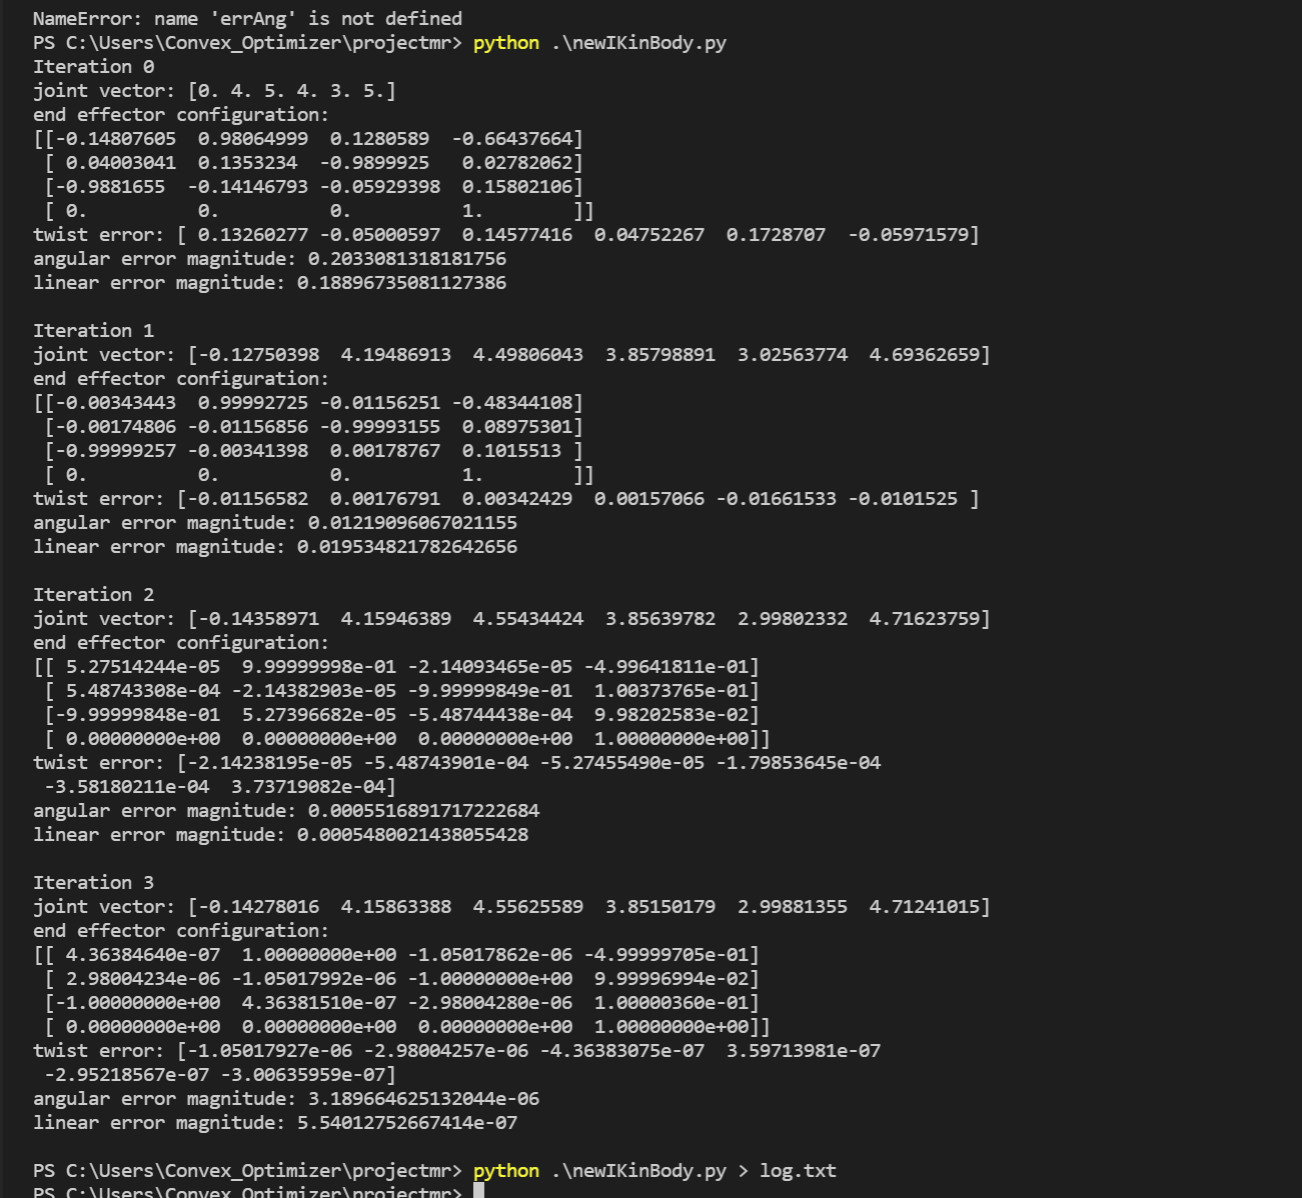 NameError: name 'errAng' is not defined
PS C:\Users\Convex_Optimizer\projectmr> python .\newIKinBody.py
Iteration 0
joint vector: [0. 4. 5. 4. 3. 5.]
end effector configuration:
[[-0.14807605  0.98064999  0.1280589  -0.66437664]
 [ 0.04003041  0.1353234  -0.9899925   0.02782062]
 [-0.9881655  -0.14146793 -0.05929398  0.15802106]
 [ 0.          0.          0.          1.        ]]
twist error: [ 0.13260277 -0.05000597  0.14577416  0.04752267  0.1728707  -0.05971579]
angular error magnitude: 0.2033081318181756
linear error magnitude: 0.18896735081127386
Iteration 1
joint vector: [-0.12750398  4.19486913  4.49806043  3.85798891  3.02563774  4.69362659]
end effector configuration:
[[-0.00343443  0.99992725 -0.01156251 -0.48344108]
 [-0.00174806 -0.01156856 -0.99993155  0.08975301]
 [-0.99999257 -0.00341398  0.00178767  0.1015513 ]
 [ 0.          0.          0.          1.        ]]
twist error: [-0.01156582  0.00176791  0.00342429  0.00157066 -0.01661533 -0.0101525 ]
angular error magnitude: 0.01219096067021155
linear error magnitude: 0.019534821782642656
Iteration 2
joint vector: [-0.14358971  4.15946389  4.55434424  3.85639782  2.99802332  4.71623759]
end effector configuration:
[[ 5.27514244e-05  9.99999998e-01 -2.14093465e-05 -4.99641811e-01]
 [ 5.48743308e-04 -2.14382903e-05 -9.99999849e-01  1.00373765e-01]
 [-9.99999848e-01  5.27396682e-05 -5.48744438e-04  9.98202583e-02]
 [ 0.00000000e+00  0.00000000e+00  0.00000000e+00  1.00000000e+00]]
twist error: [-2.14238195e-05 -5.48743901e-04 -5.27455490e-05 -1.79853645e-04
 -3.58180211e-04  3.73719082e-04]
angular error magnitude: 0.0005516891717222684
linear error magnitude: 0.0005480021438055428
Iteration 3
joint vector: [-0.14278016  4.15863388  4.55625589  3.85150179  2.99881355  4.71241015]
end effector configuration:
[[ 4.36384640e-07  1.00000000e+00 -1.05017862e-06 -4.99999705e-01]
 [ 2.98004234e-06 -1.05017992e-06 -1.00000000e+00  9.99996994e-02]
 [-1.00000000e+00  4.36381510e-07 -2.98004280e-06  1.00000360e-01]
 [ 0.00000000e+00  0.00000000e+00  0.00000000e+00  1.00000000e+00]]
twist error: [-1.05017927e-06 -2.98004257e-06 -4.36383075e-07  3.59713981e-07
 -2.95218567e-07 -3.00635959e-07]
angular error magnitude: 3.189664625132044e-06
linear error magnitude: 5.54012752667414e-07
PS C:\Users\Convex_Optimizer\projectmr> python .\newIKinBody.py > log.txt
PS C:\Users\Convex_Optimizer\projectmr>